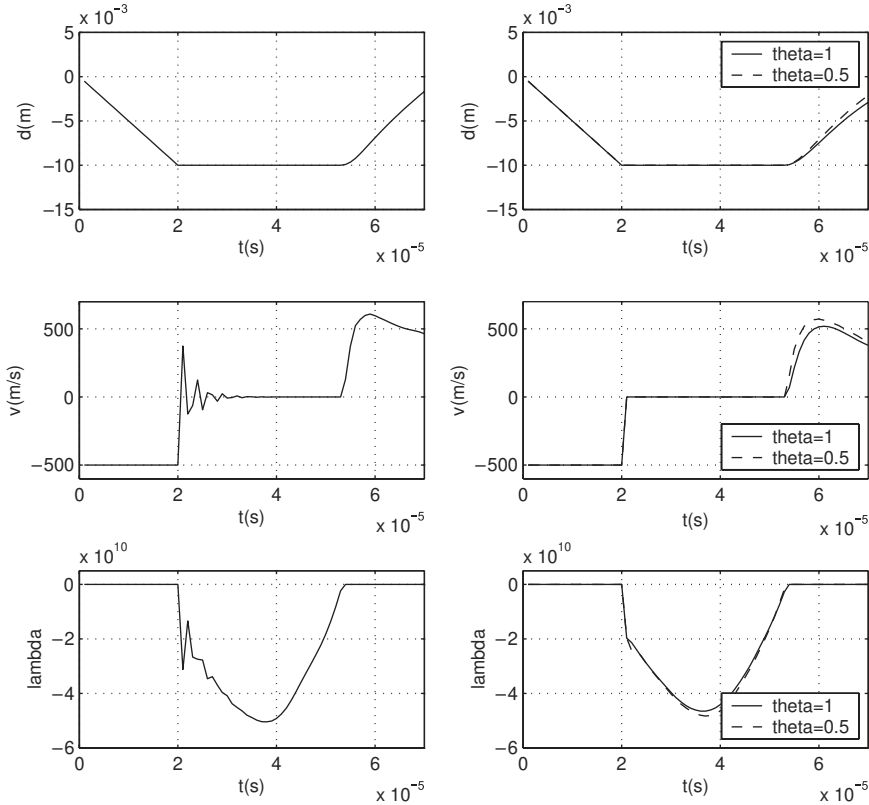 x 10⁻³
5
0
−5
−10
−15
d(m)
0 2 4 6
t(s)
x 10⁻⁵
x 10⁻³
5
0
−5
−10
−15
d(m)
theta=1
theta=0.5
0 2 4 6
t(s)
x 10⁻⁵
500
0
−500
v(m/s)
0 2 4 6
t(s)
x 10⁻⁵
500
0
−500
v(m/s)
theta=1
theta=0.5
0 2 4 6
t(s)
x 10⁻⁵
x 10¹⁰
0
−2
−4
−6
lambda
0 2 4 6
t(s)
x 10⁻⁵
x 10¹⁰
0
−2
−4
−6
lambda
theta=1
theta=0.5
0 2 4 6
t(s)
x 10⁻⁵